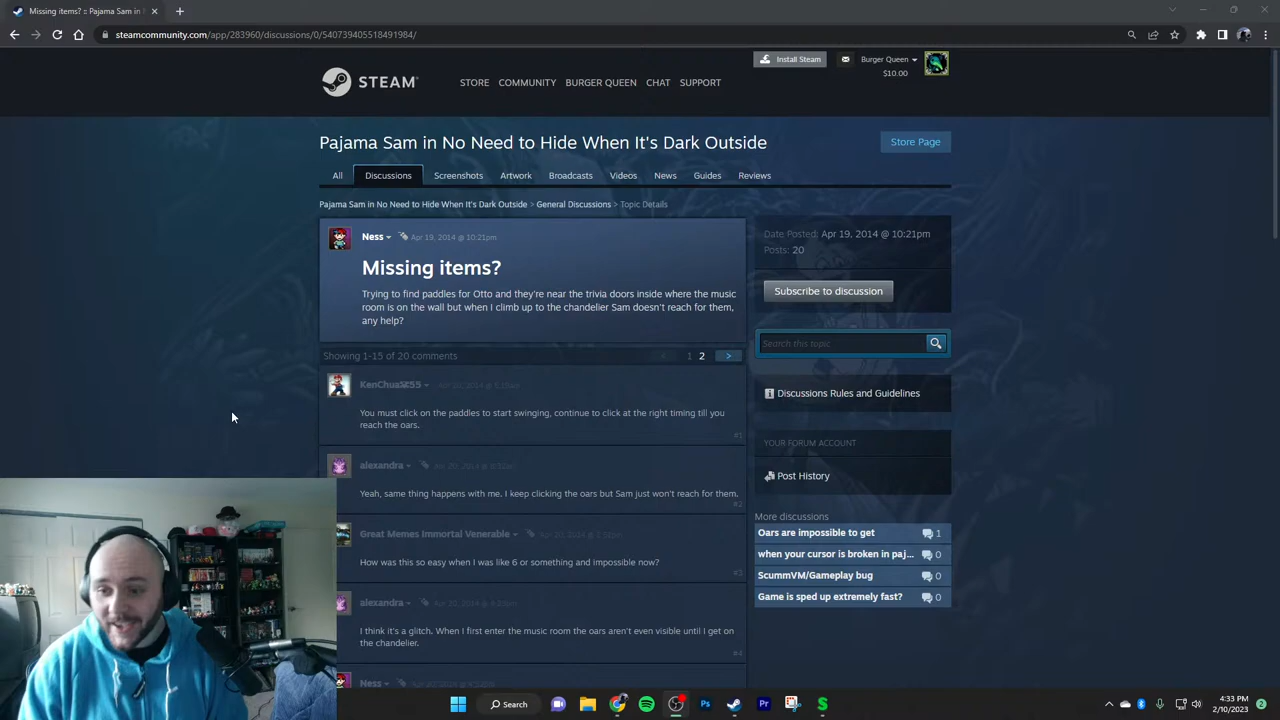 Missing items? :: Pajama Sam in N
steamcommunity.com/app/283960/discussions/0/540739405518491984/
Install Steam
Burger Queen
$10.00
STEAM
STORE COMMUNITY BURGER QUEEN CHAT SUPPORT
Pajama Sam in No Need to Hide When It's Dark Outside
Store Page
All Discussions Screenshots Artwork Broadcasts Videos News Guides Reviews
Pajama Sam in No Need to Hide When It's Dark Outside > General Discussions > Topic Details
Ness Apr 19, 2014 @ 10:21pm
Missing items?
Trying to find paddles for Otto and they're near the trivia doors inside where the music
room is on the wall but when I climb up to the chandelier Sam doesn't reach for them,
any help?
Date Posted: Apr 19, 2014 @ 10:21pm
Posts: 20
Subscribe to discussion
Search this topic
Discussions Rules and Guidelines
YOUR FORUM ACCOUNT
Post History
More discussions
Oars are impossible to get 1
when your cursor is broken in paj... 0
ScummVM/Gameplay bug 0
Game is sped up extremely fast? 0
Showing 1-15 of 20 comments
1 2 >
You must click on the paddles to start swinging, continue to click at the right timing till you
reach the oars.
#1
alexandra
Yeah, same thing happens with me. I keep clicking the oars but Sam just won't reach for them.
#2
Great Memes Immortal Venerable
How was this so easy when I was like 6 or something and impossible now?
#3
alexandra
I think it's a glitch. When I first enter the music room the oars aren't even visible until I get on
the chandelier.
#4
Ness
Search
4:33 PM
2/10/2023
2